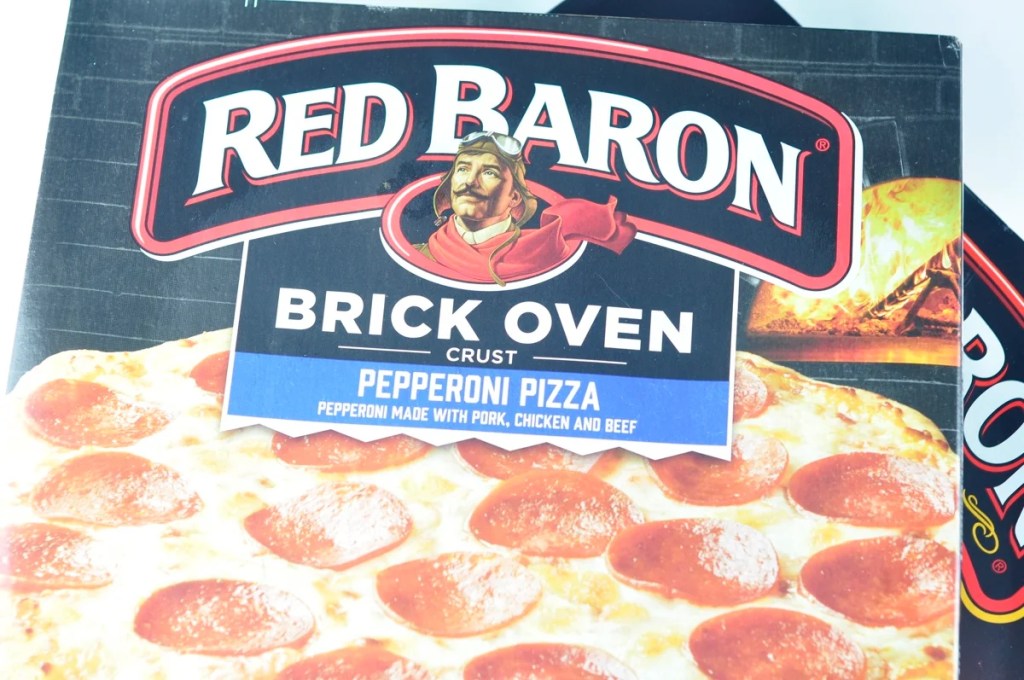 RED BARON®
BRICK OVEN
CRUST
PEPPERONI PIZZA
PEPPERONI MADE WITH PORK, CHICKEN AND BEEF